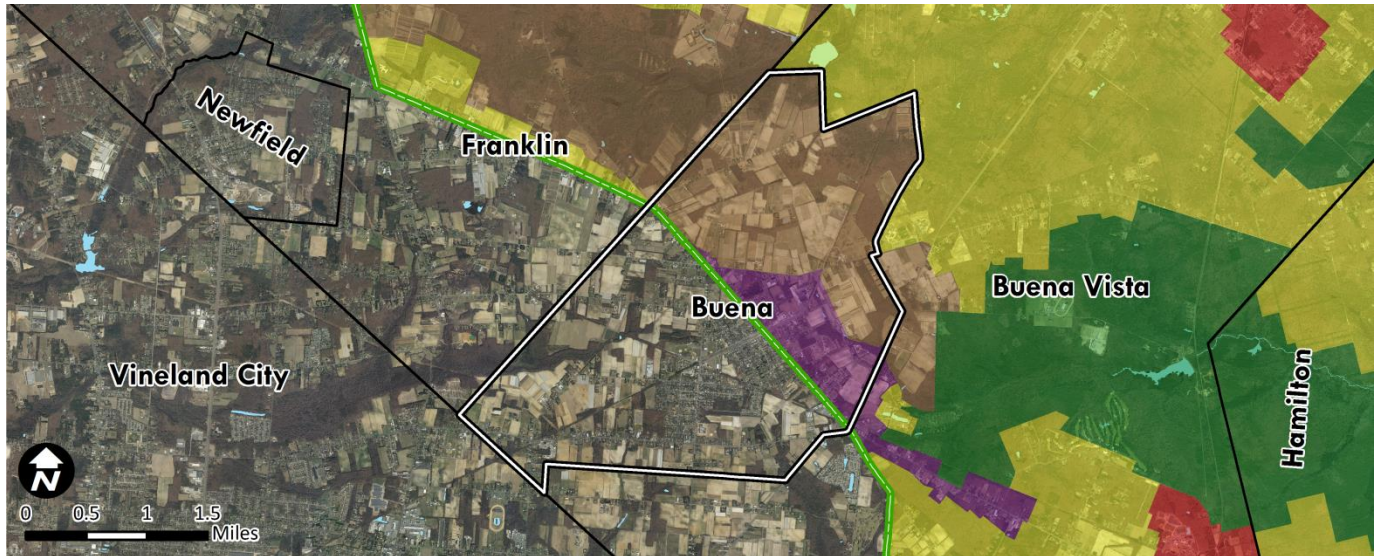 Newfield
Franklin
Buena
Buena Vista
Vineland City
Hamilton
N
0 0.5 1 1.5
Miles